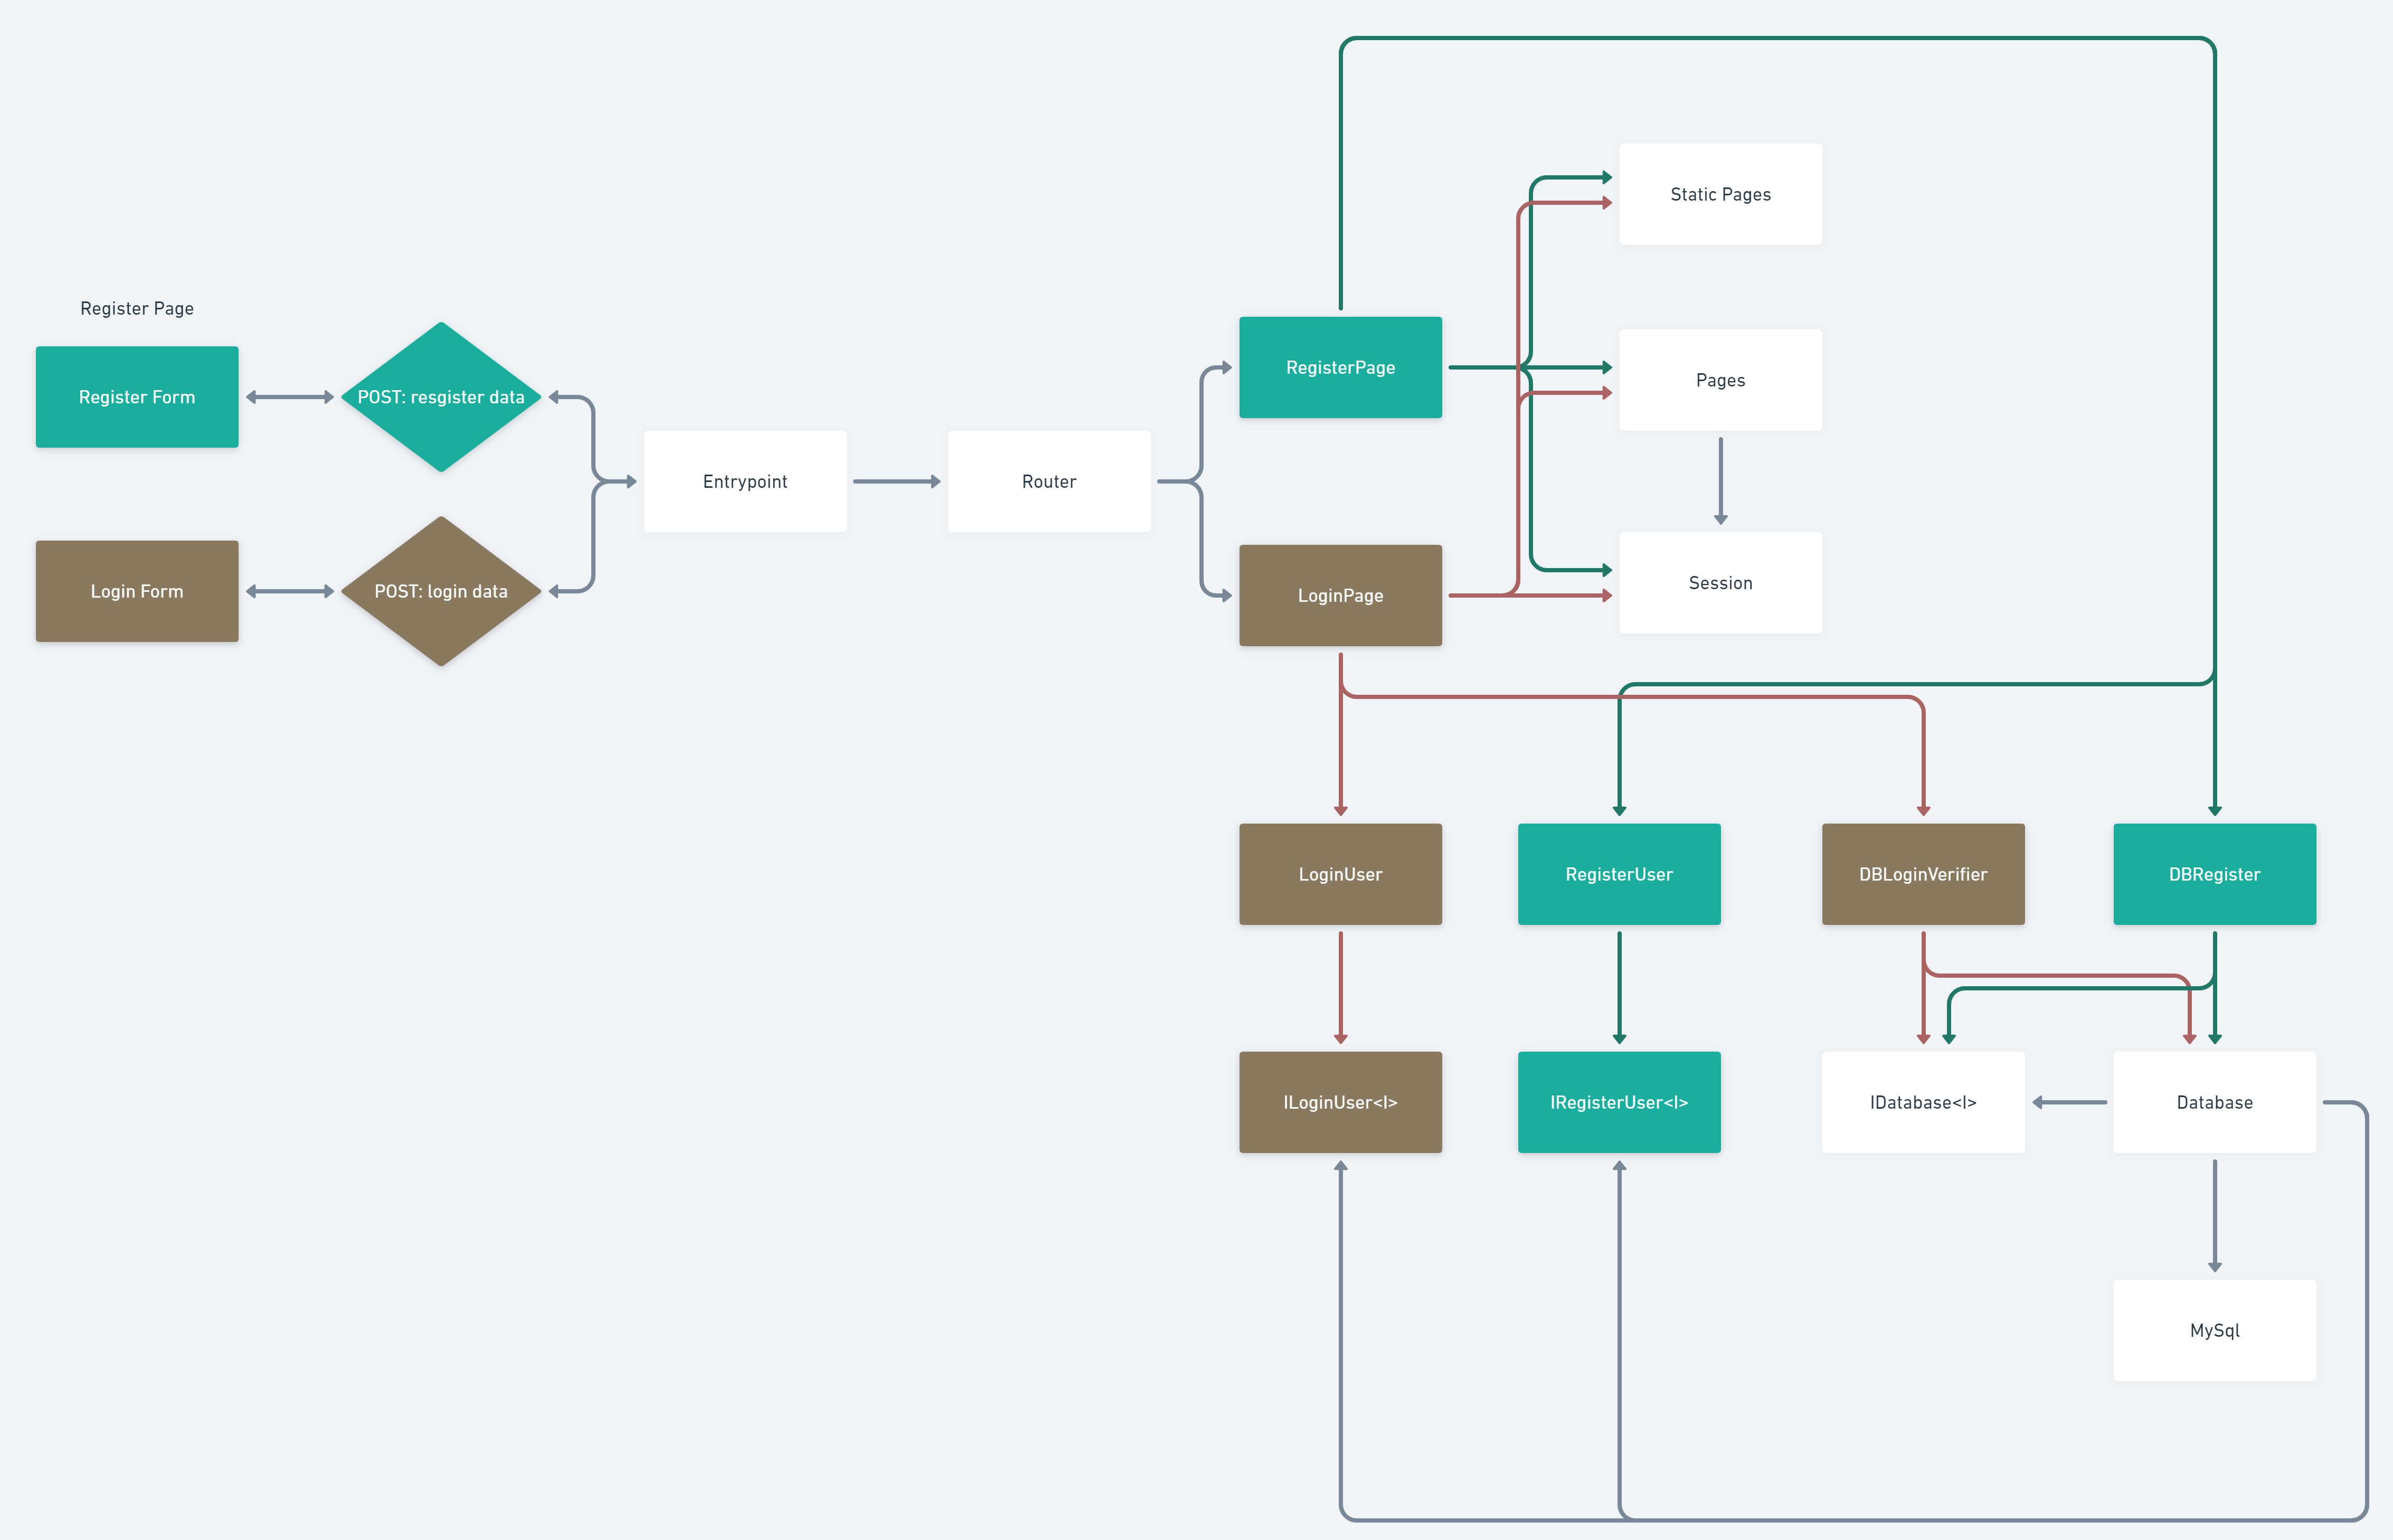 Static Pages
Register Page
RegisterPage
Pages
Register Form
POST: resgister data
Entrypoint
Router
Login Form
POST: login data
LoginPage
Session
LoginUser
RegisterUser
DBLoginVerifier
DBRegister
ILoginUser<I>
IRegisterUser<I>
IDatabase<I>
Database
MySql